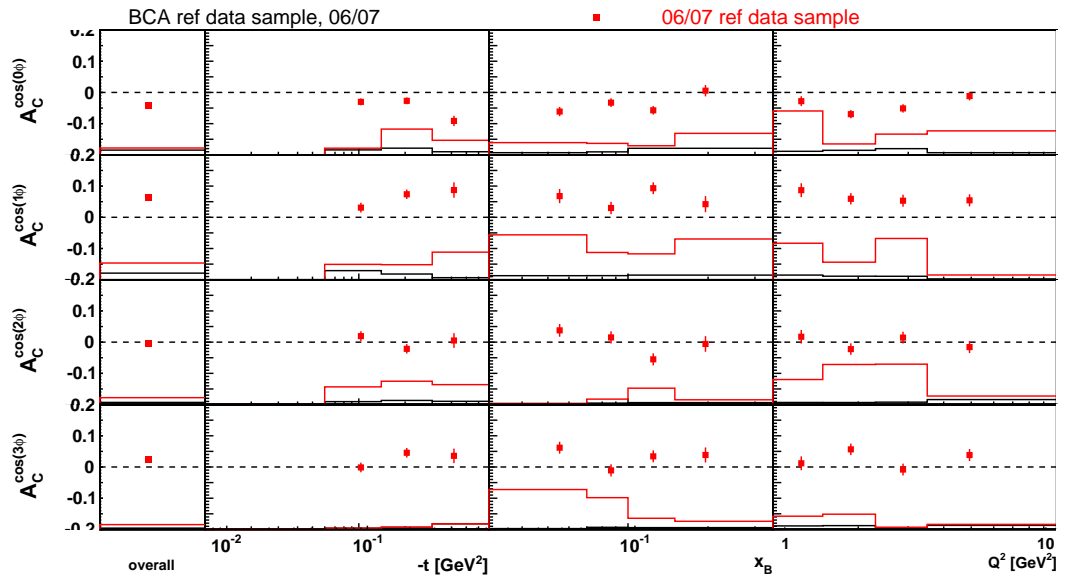 BCA ref data sample, 06/07
06/07 ref data sample
0.2
0.1
0
-0.1
A_C^cos(0φ)
0.2
0.1
0
-0.1
A_C^cos(1φ)
0.2
0.1
0
-0.1
A_C^cos(2φ)
0.2
0.1
0
-0.1
-0.2
A_C^cos(3φ)
10^-2 10^-1 10^-1 1 10
overall -t [GeV^2] x_B Q^2 [GeV^2]